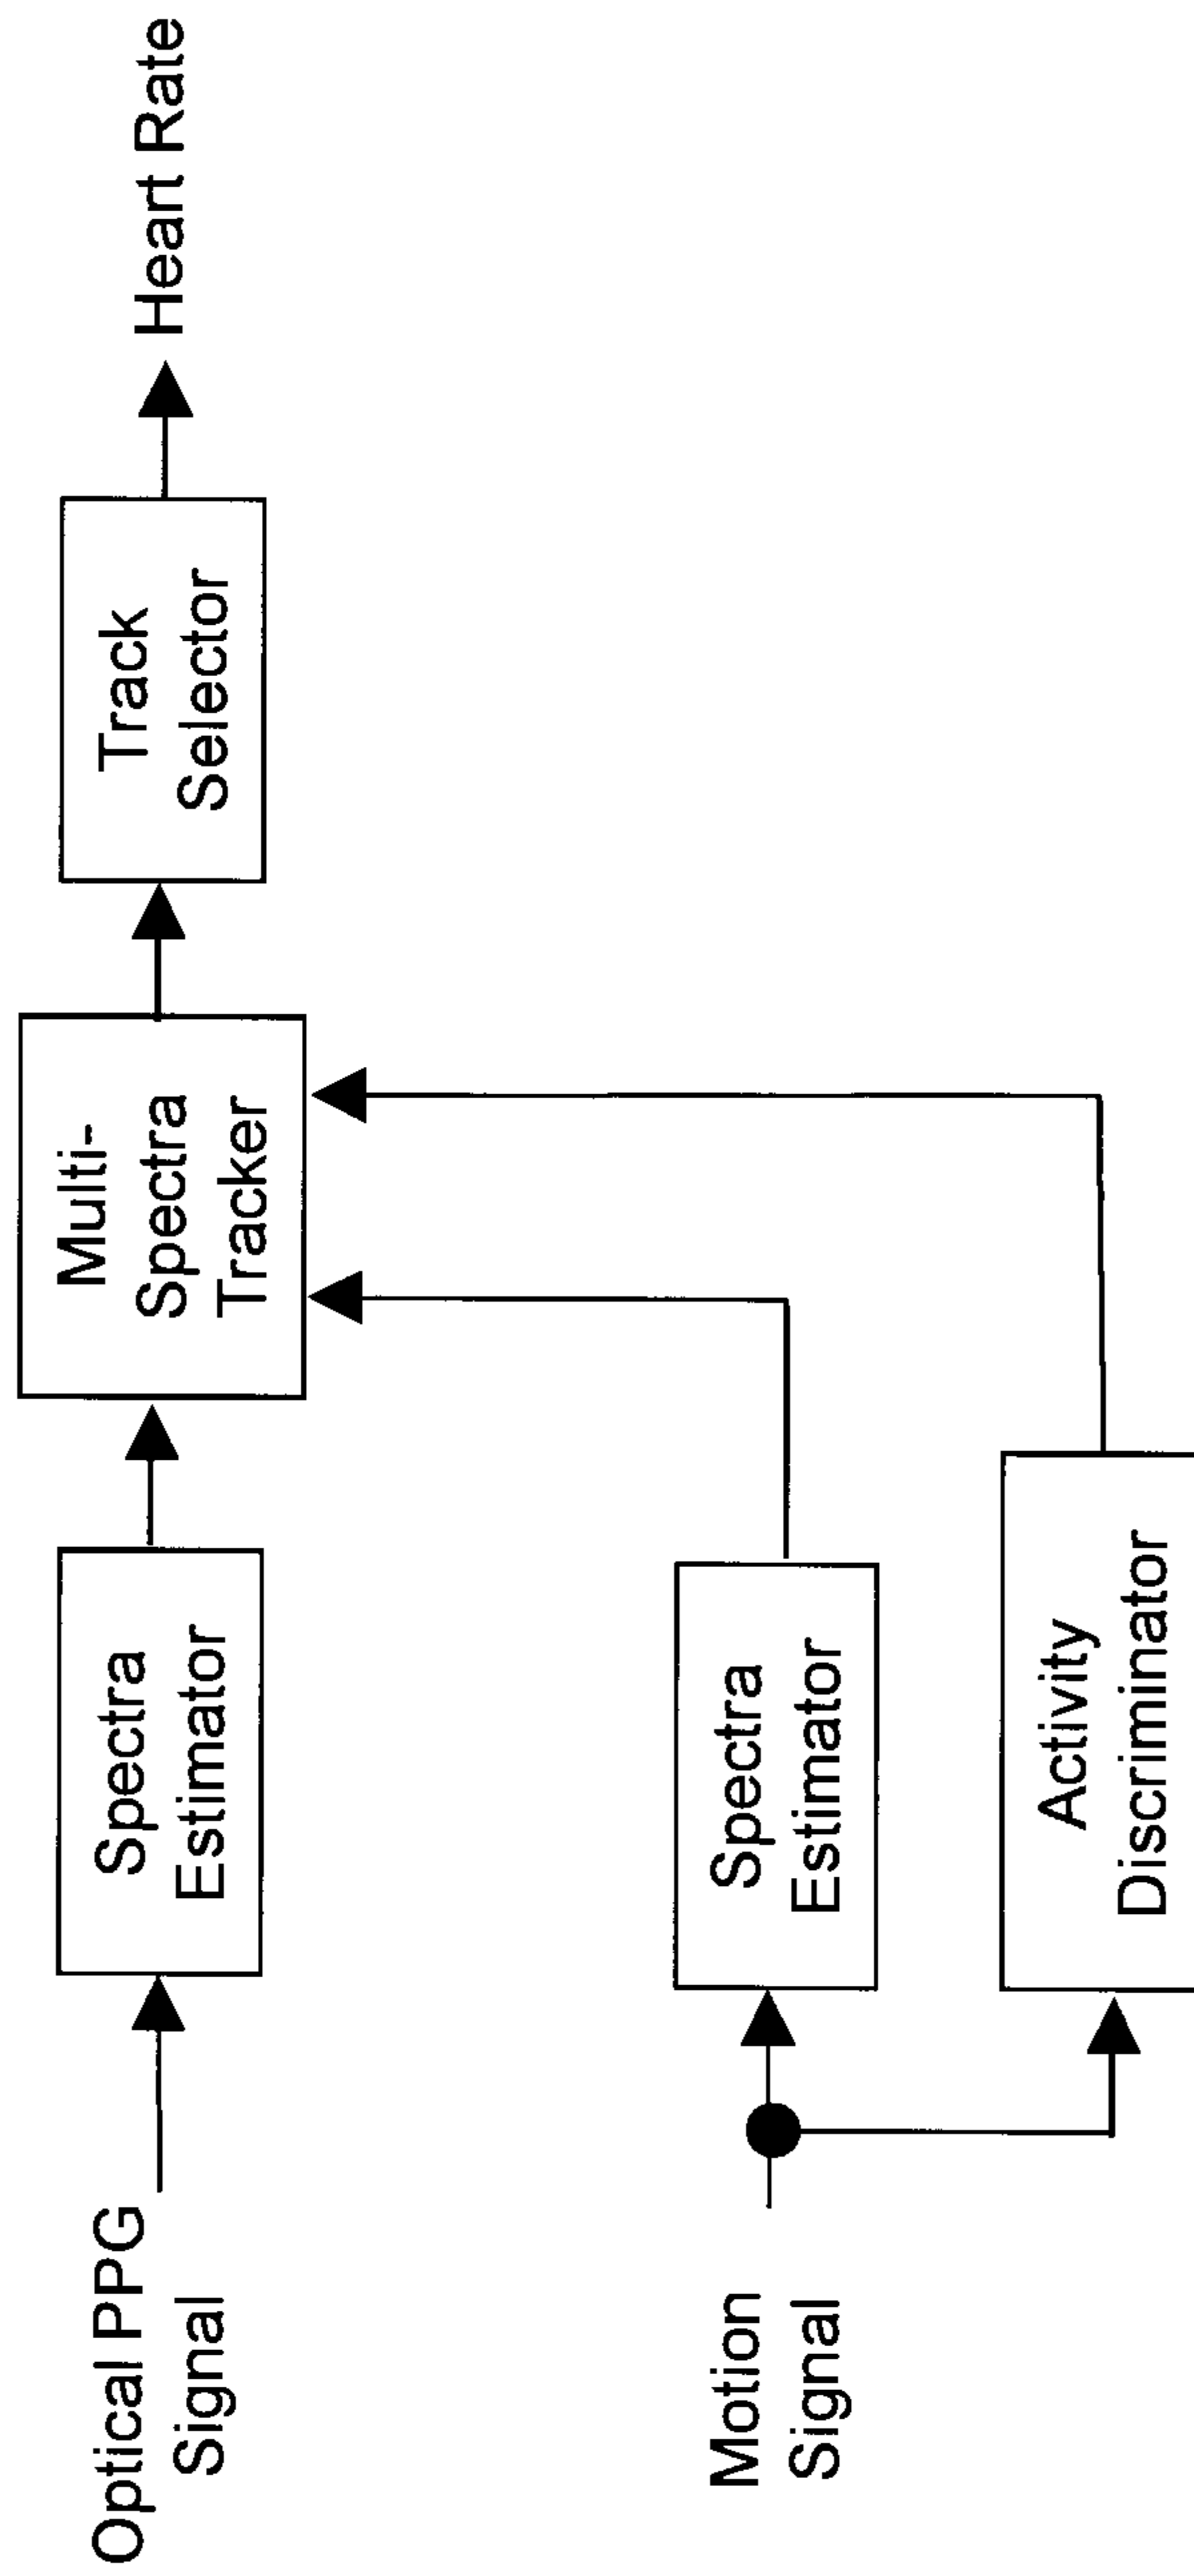 Optical PPG
Signal
Spectra
Estimator
Multi-
Spectra
Tracker
Track
Selector
Heart Rate
Motion
Signal
Spectra
Estimator
Activity
Discriminator